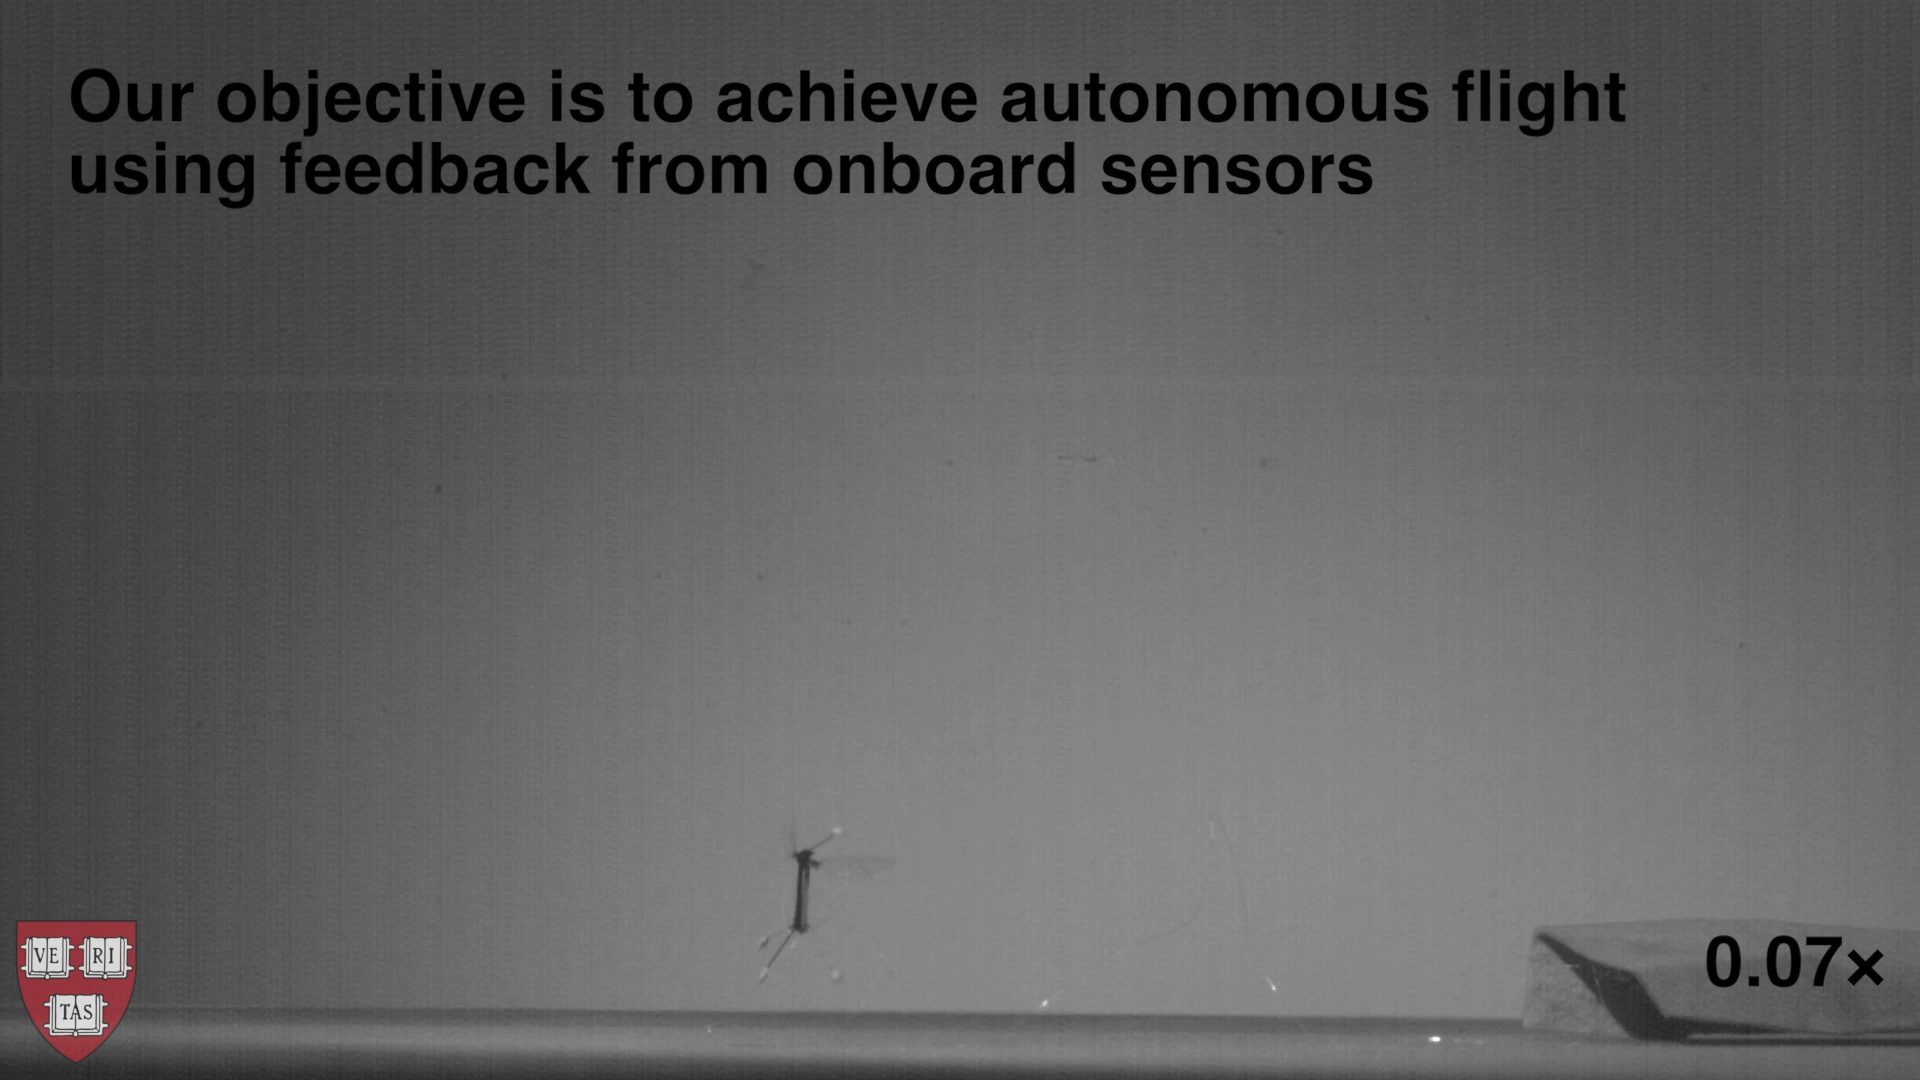 Our objective is to achieve autonomous flight
using feedback from onboard sensors
VE RI
TAS
0.07×